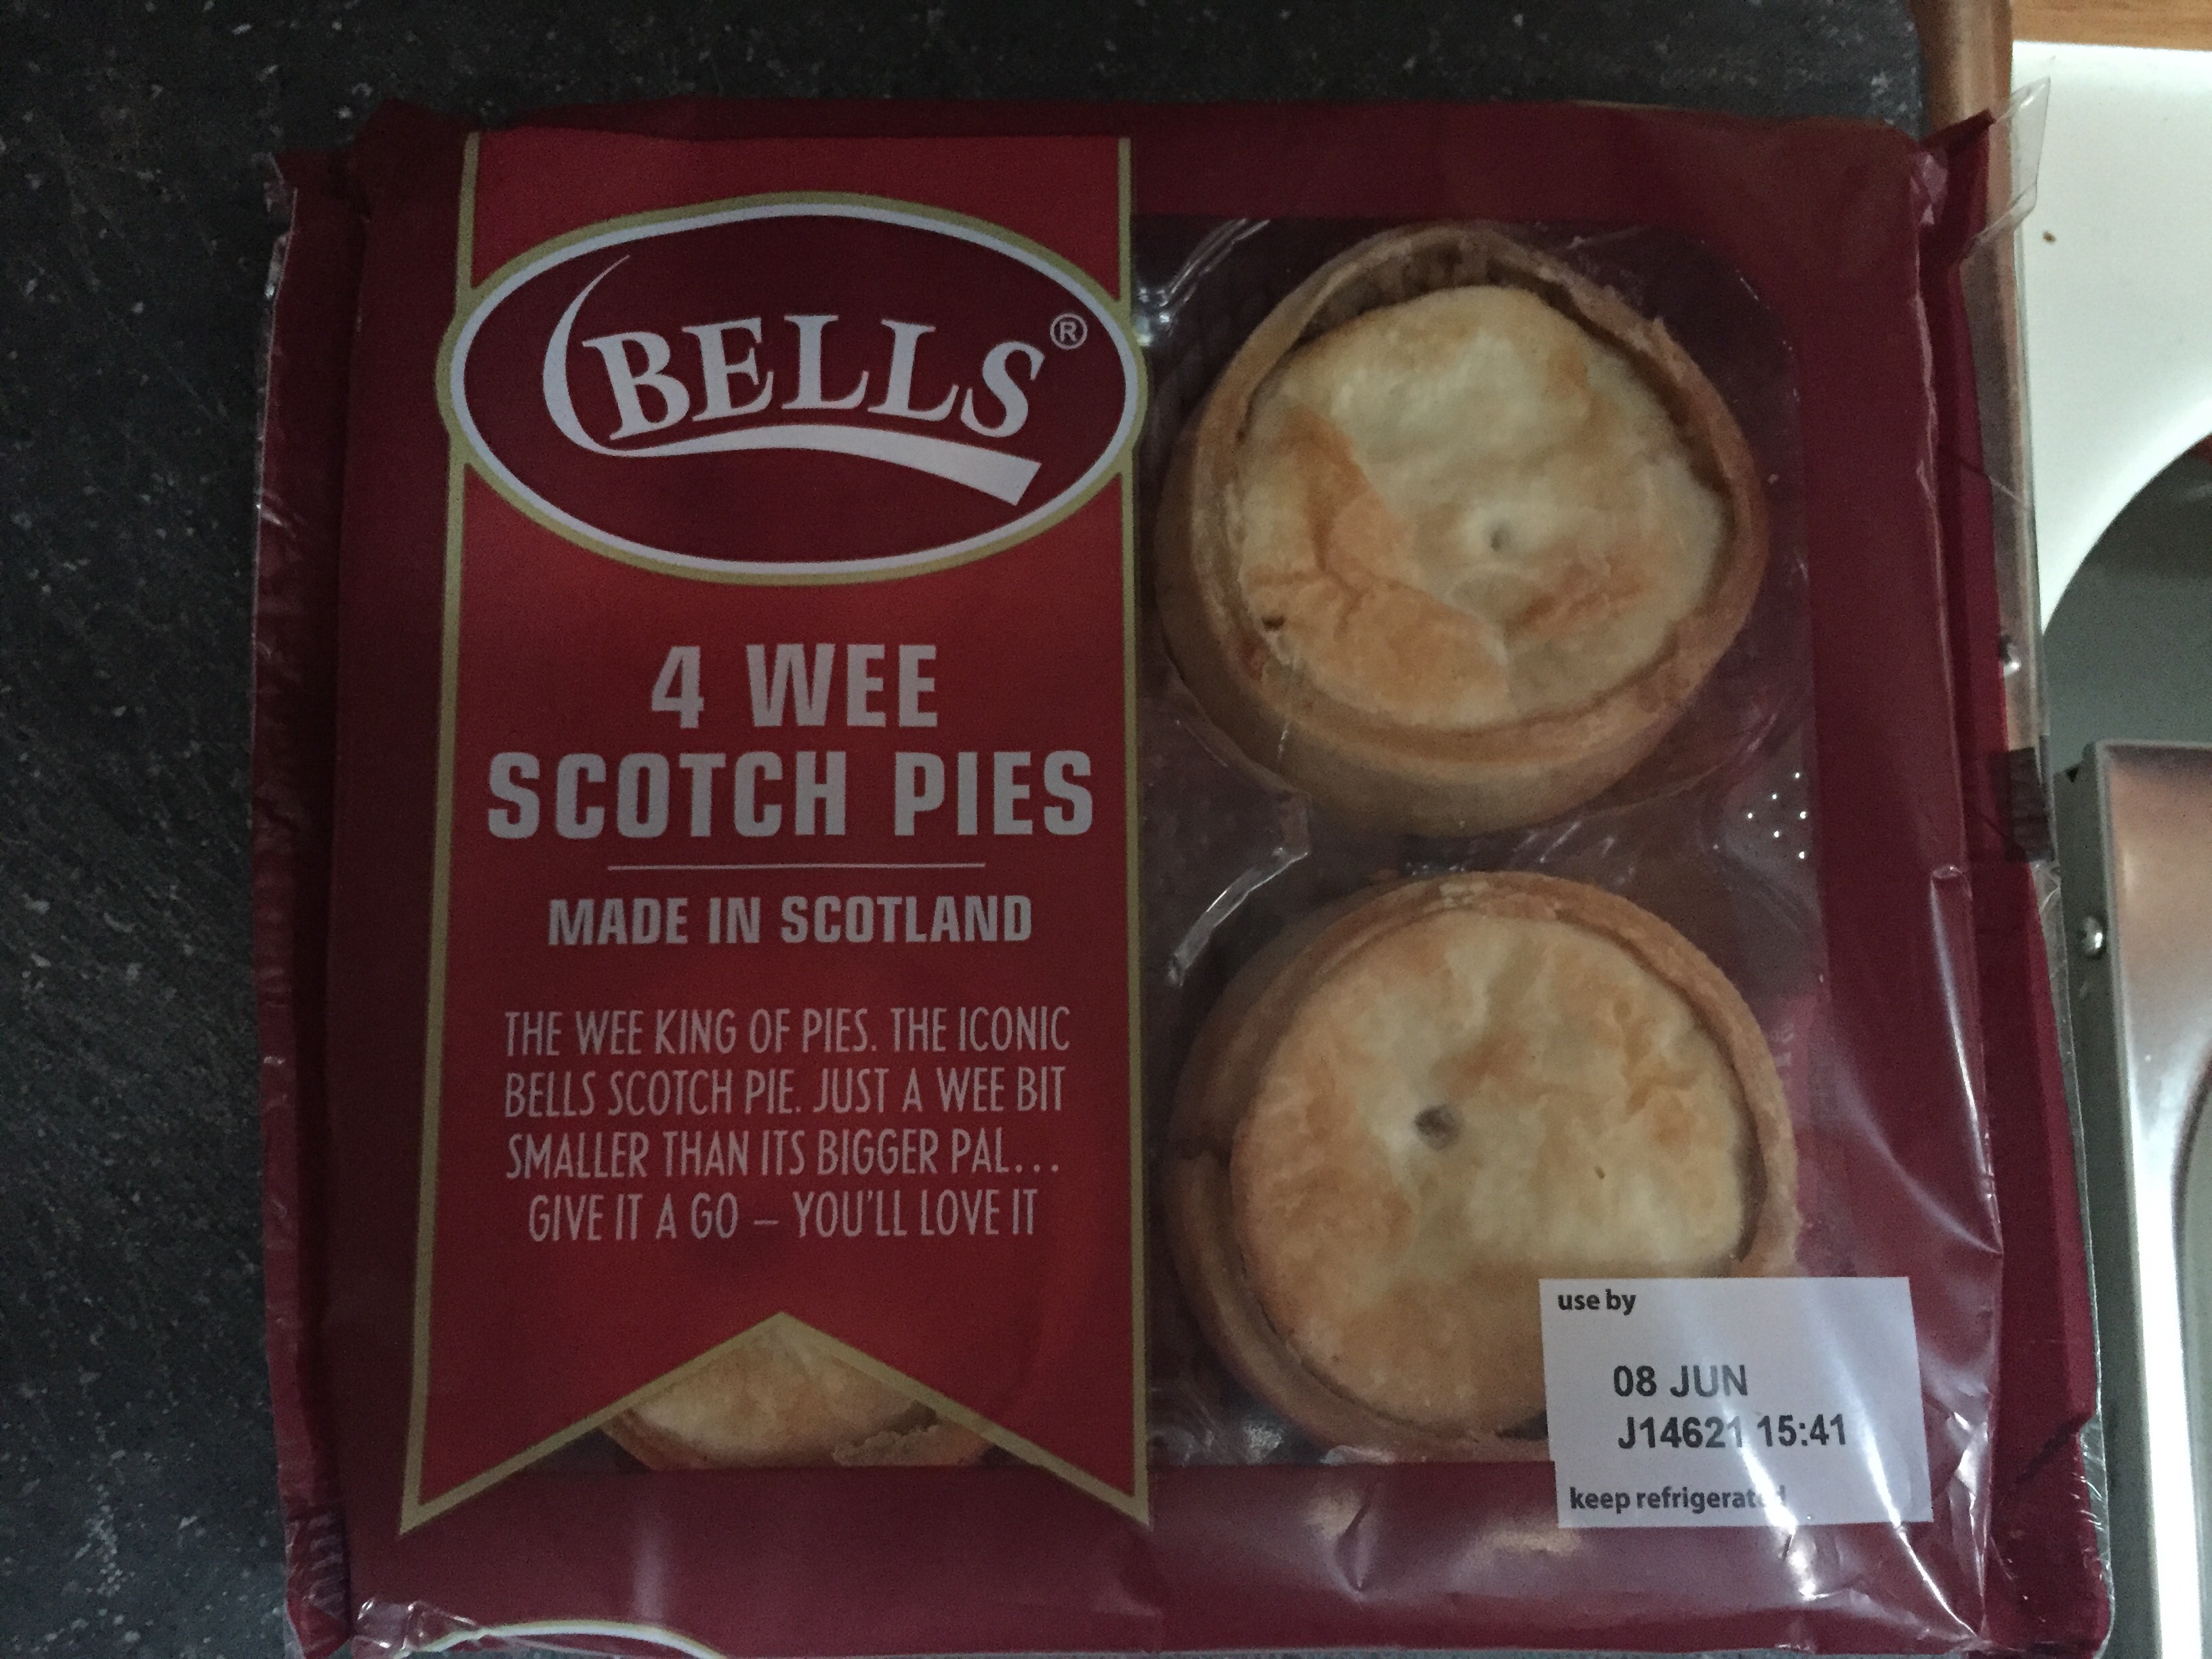 BELLS®
4 WEE
SCOTCH PIES
MADE IN SCOTLAND
THE WEE KING OF PIES. THE ICONIC
BELLS SCOTCH PIE. JUST A WEE BIT
SMALLER THAN ITS BIGGER PAL...
GIVE IT A GO – YOU'LL LOVE IT
use by
08 JUN
J14621 15:41
keep refrigerated